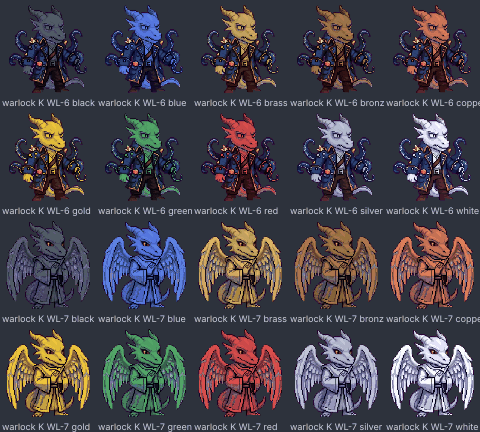 warlock K WL-6 black warlock K WL-6 blue warlock K WL-6 brass warlock K WL-6 bronz warlock K WL-6 coppe
warlock K WL-6 gold warlock K WL-6 green warlock K WL-6 red warlock K WL-6 silver warlock K WL-6 white
warlock K WL-7 black warlock K WL-7 blue warlock K WL-7 brass warlock K WL-7 bronz warlock K WL-7 coppe
warlock K WL-7 gold warlock K WL-7 green warlock K WL-7 red warlock K WL-7 silver warlock K WL-7 white